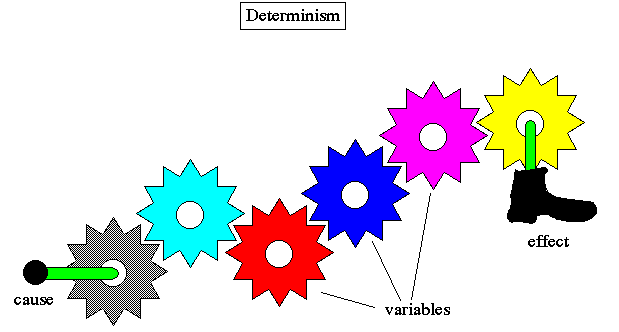 Determinism
effect
cause
variables